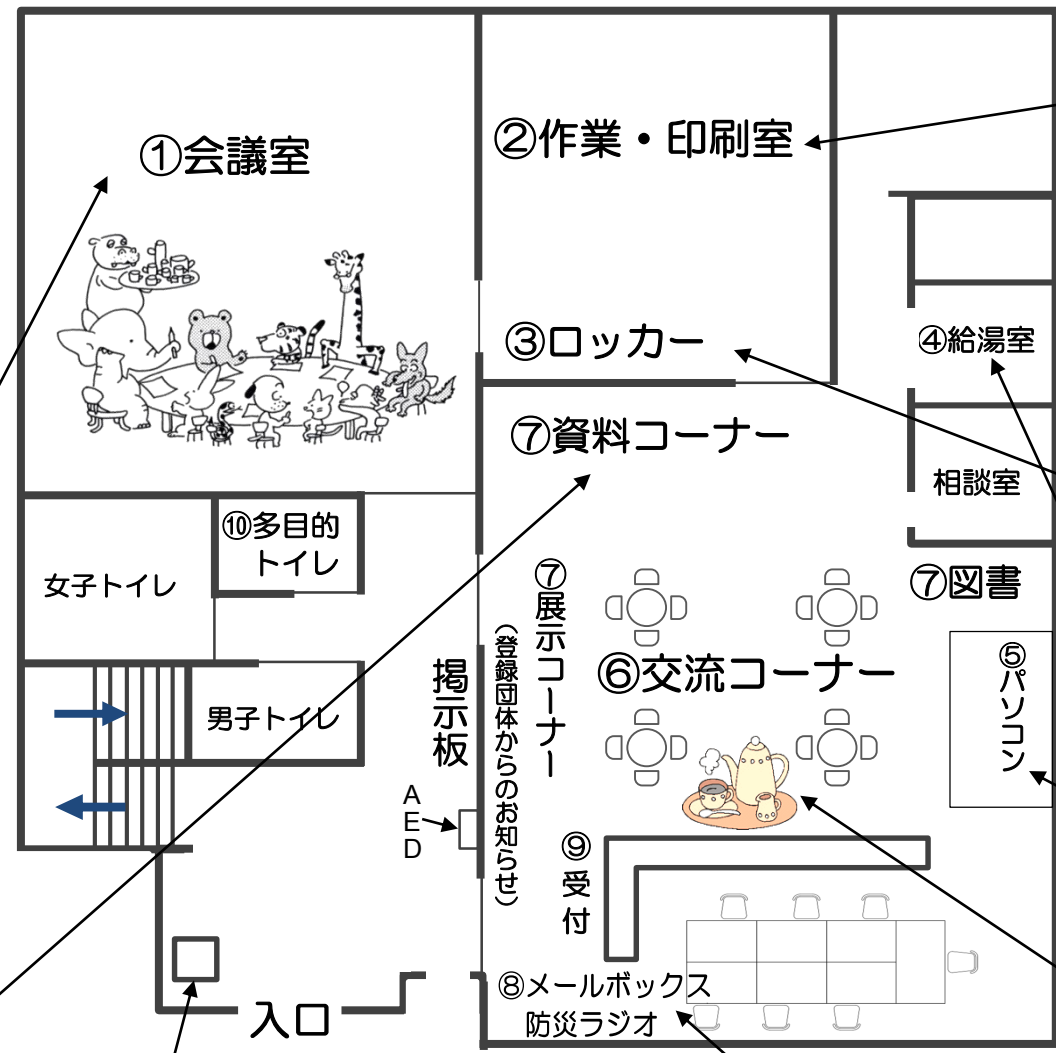 ①会議室
②作業・印刷室
③ロッカー
④給湯室
⑦資料コーナー
相談室
⑩多目的
トイレ
女子トイレ
⑦図書
⑦展示コーナー
(登録団体からのお知らせ)
⑥交流コーナー
⑤パソコン
掲示板
男子トイレ
AED
⑨受付
⑧メールボックス
防災ラジオ
入口